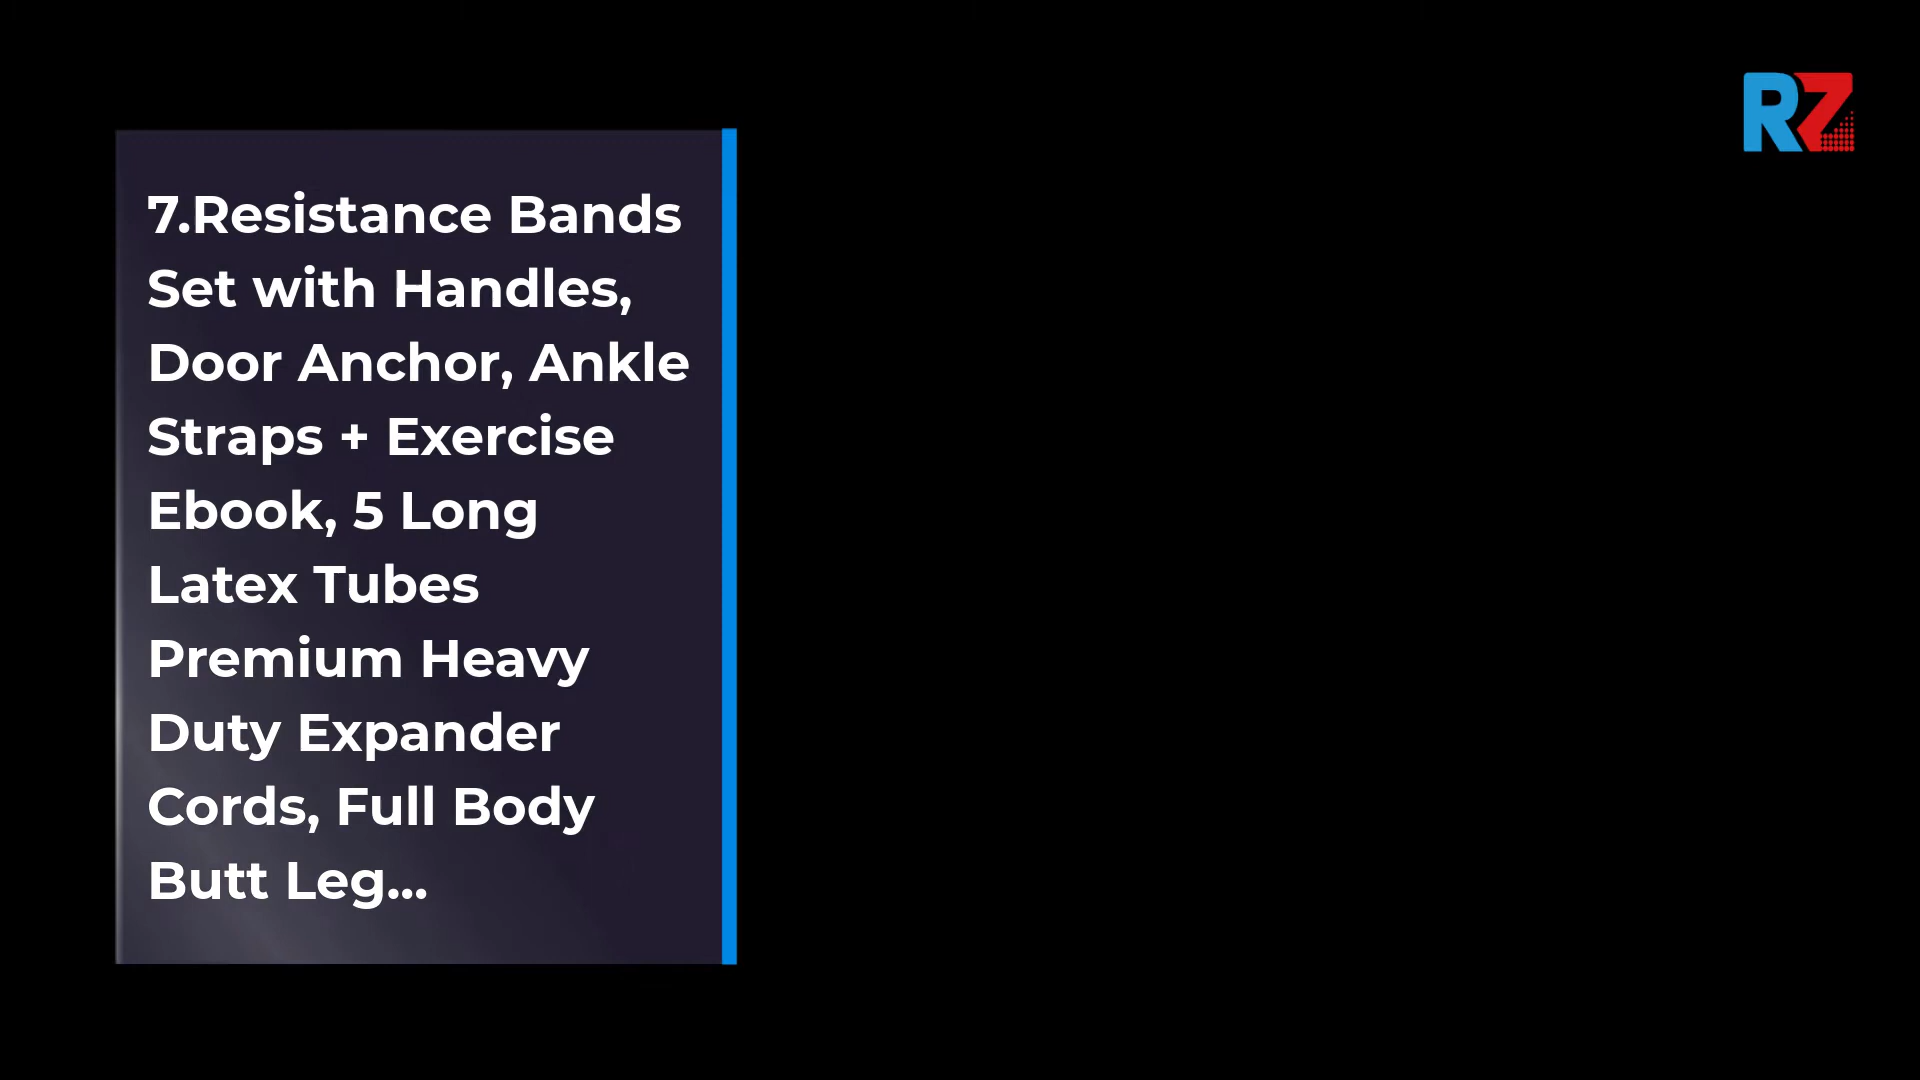 RZ
7.Resistance Bands
Set with Handles,
Door Anchor, Ankle
Straps + Exercise
Ebook, 5 Long
Latex Tubes
Premium Heavy
Duty Expander
Cords, Full Body
Butt Leg...